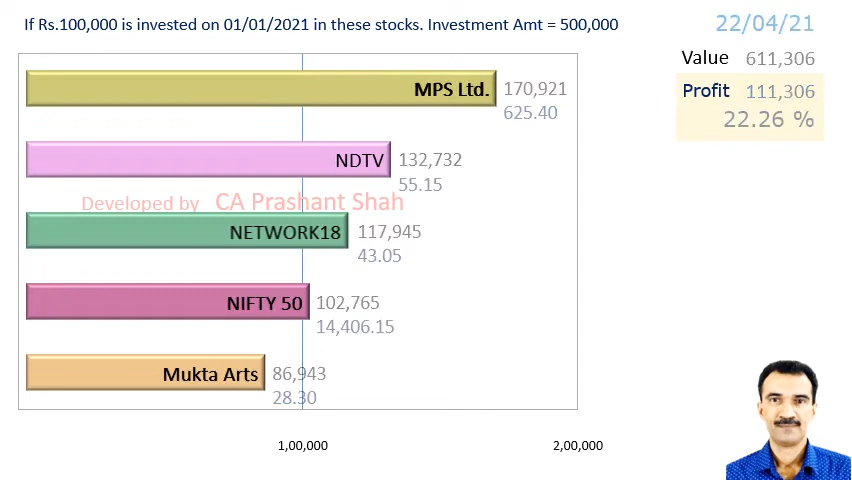 If Rs.100,000 is invested on 01/01/2021 in these stocks. Investment Amt = 500,000
22/04/21
Value 611,306
Profit 111,306
22.26 %
MPS Ltd. 170,921
625.40
NDTV 132,732
55.15
Developed by CA Prashant Shah
NETWORK18 117,945
43.05
NIFTY 50 102,765
14,406.15
Mukta Arts 86,943
28.30
1,00,000 2,00,000